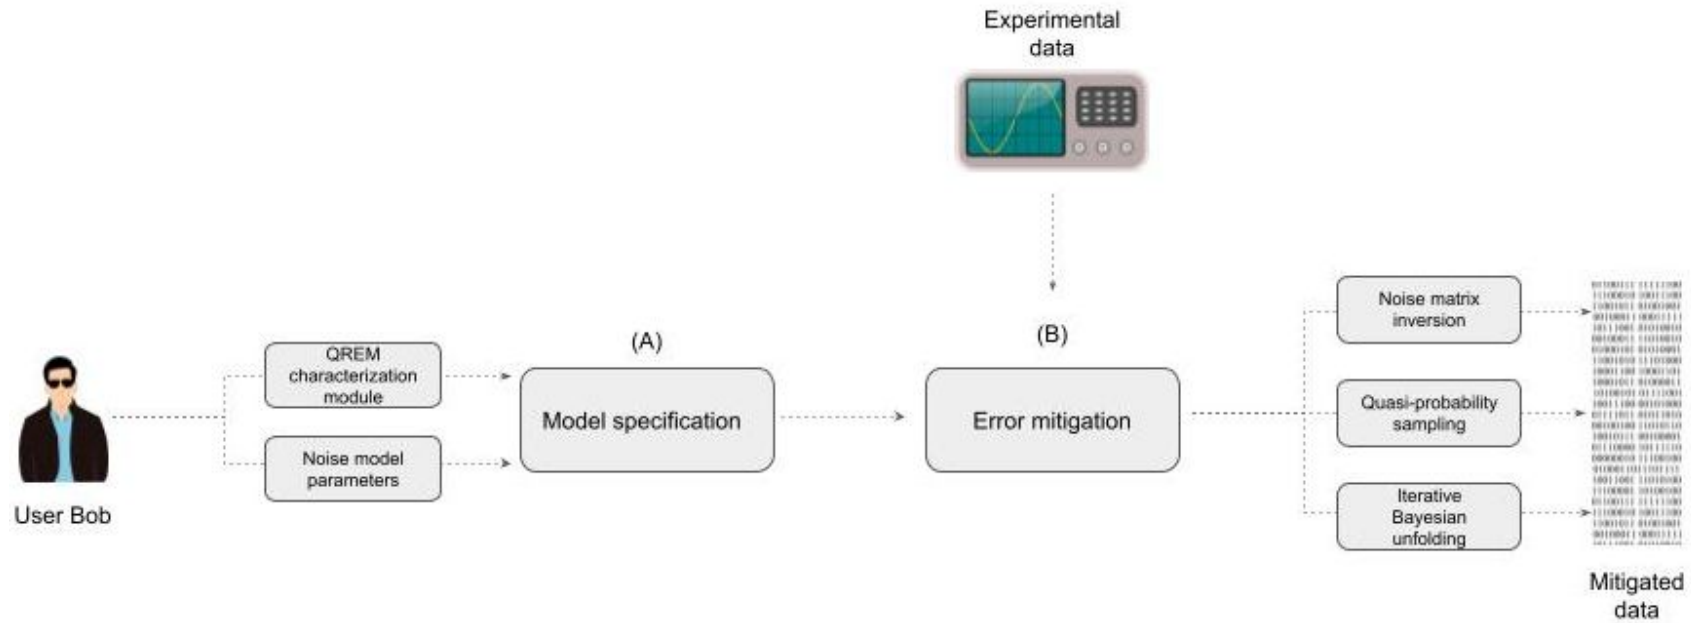 Experimental
data
(A)
(B)
QREM
characterization
module
Noise model
parameters
User Bob
Model specification
Error mitigation
Noise matrix
inversion
Quasi-probability
sampling
Iterative
Bayesian
unfolding
Mitigated
data